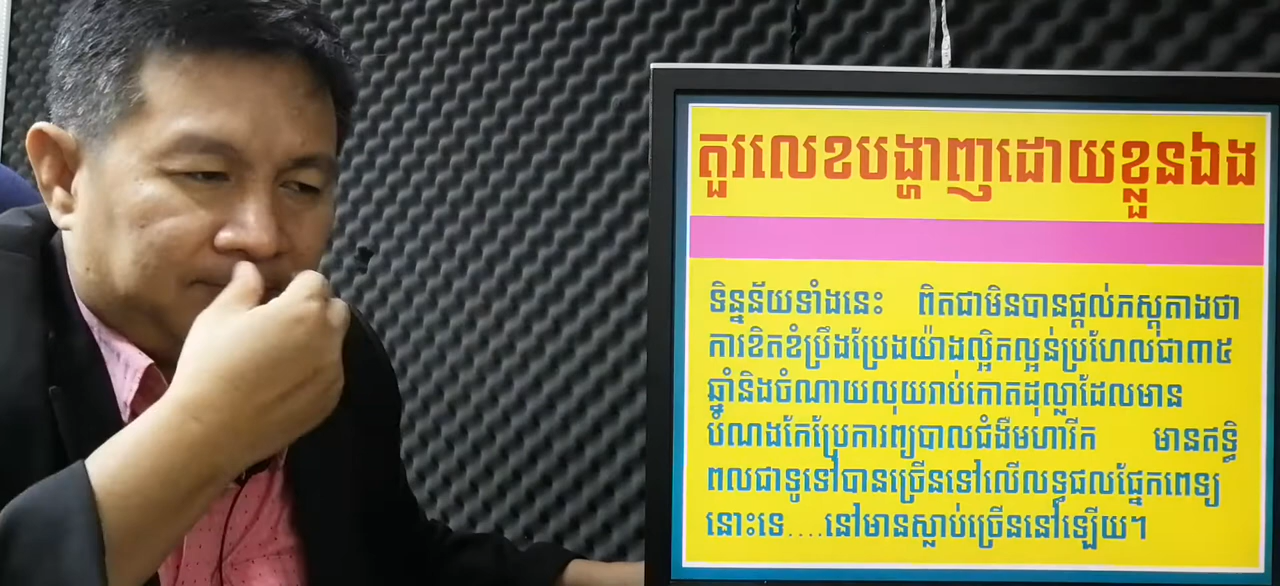 តួរលេខបង្ហាញដោយខ្លួនឯង
ទិន្នន័យទាំងនេះ ពិតជាមិនបានផ្តល់ភស្តុតាងថា
ការខិតខំប្រឹងប្រែងយ៉ាងល្អិតល្អន់ប្រហែលជា៣៥
ឆ្នាំនិងចំណាយលុយរាប់កោតដុល្លាដែលមាន
បំណងកែប្រែការព្យបាលជំងឺមហារីក មានឥទ្ធិ
ពលជាទូទៅបានច្រើនទៅលើលទ្ធផលផ្នែកពេទ្យ
នោះទេ....នៅមានស្លាប់ច្រើននៅឡើយ។